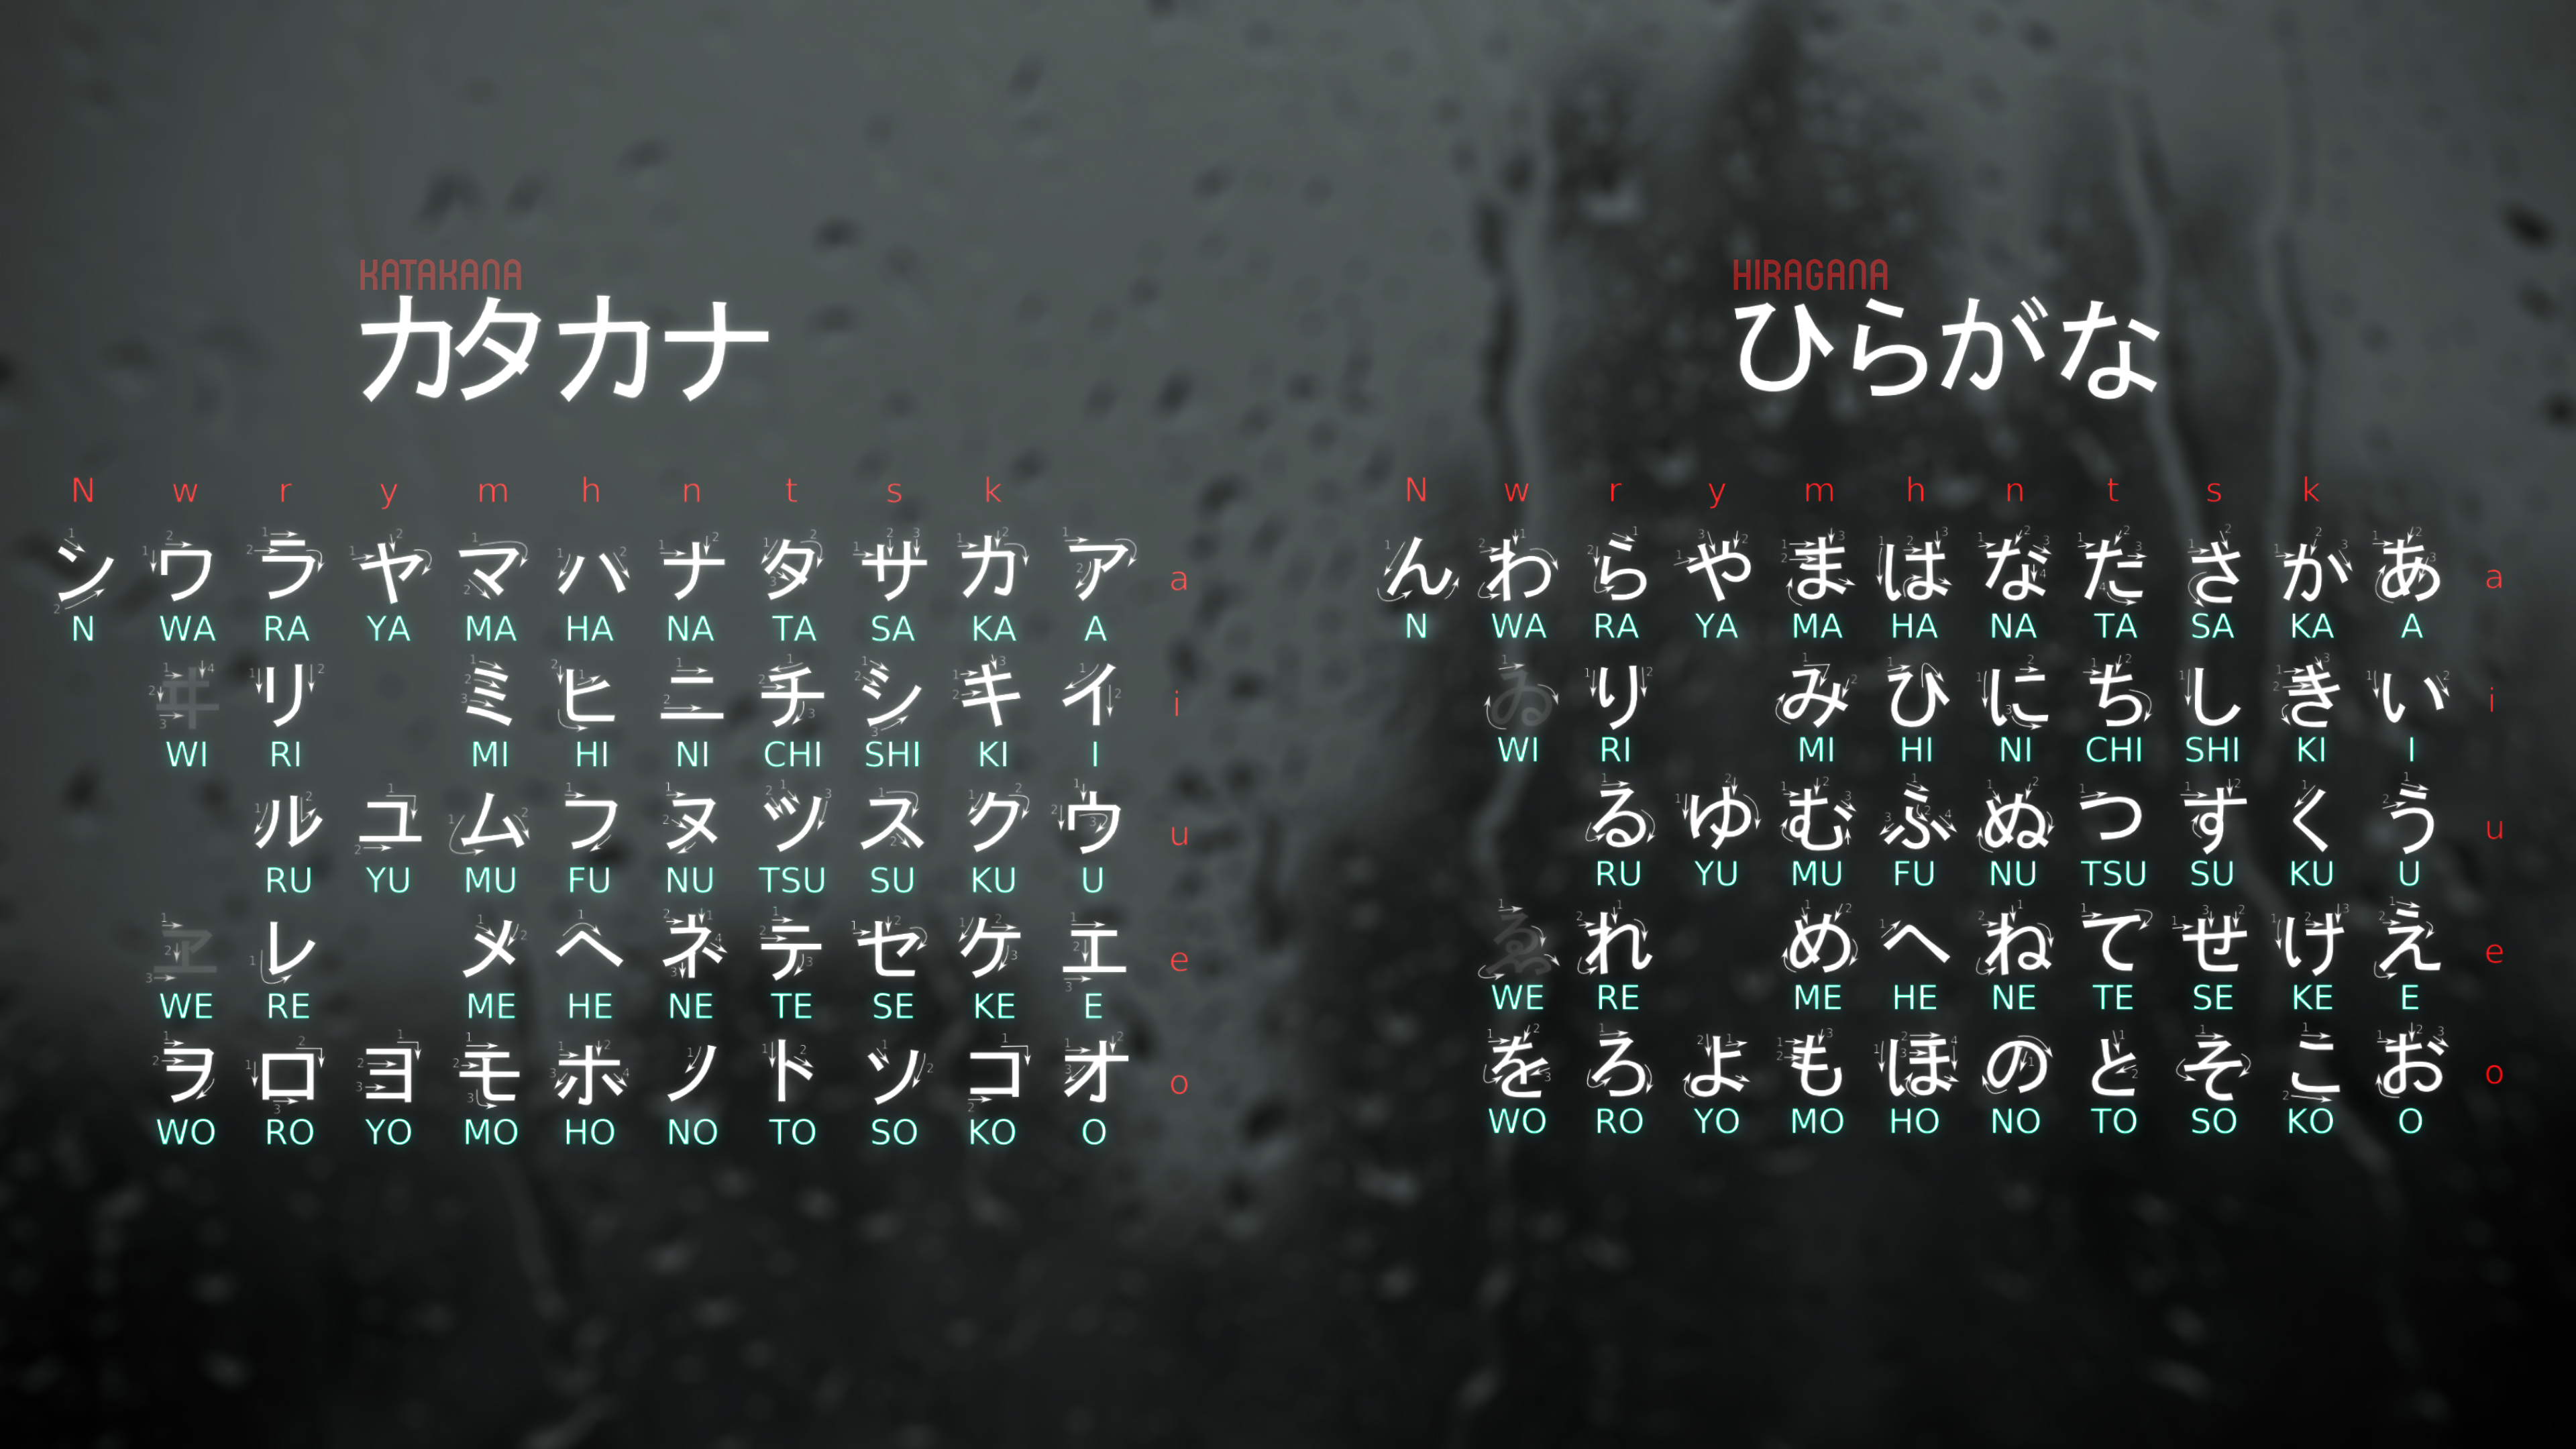 KATAKANA
カタカナ
N w r y m h n t s k
ン ワ ラ ヤ マ ハ ナ タ サ カ ア a
N WA RA YA MA HA NA TA SA KA A
ヰ リ ミ ヒ ニ チ シ キ イ i
WI RI MI HI NI CHI SHI KI I
ル ユ ム フ ヌ ツ ス ク ウ u
RU YU MU FU NU TSU SU KU U
ヱ レ メ ヘ ネ テ セ ケ エ e
WE RE ME HE NE TE SE KE E
ヲ ロ ヨ モ ホ ノ ト ソ コ オ o
WO RO YO MO HO NO TO SO KO O
HIRAGANA
ひらがな
N w r y m h n t s k
ん わ ら や ま は な た さ か あ a
N WA RA YA MA HA NA TA SA KA A
ゐ り み ひ に ち し き い i
WI RI MI HI NI CHI SHI KI I
る ゆ む ふ ぬ つ す く う u
RU YU MU FU NU TSU SU KU U
ゑ れ め へ ね て せ け え e
WE RE ME HE NE TE SE KE E
を ろ よ も ほ の と そ こ お o
WO RO YO MO HO NO TO SO KO O